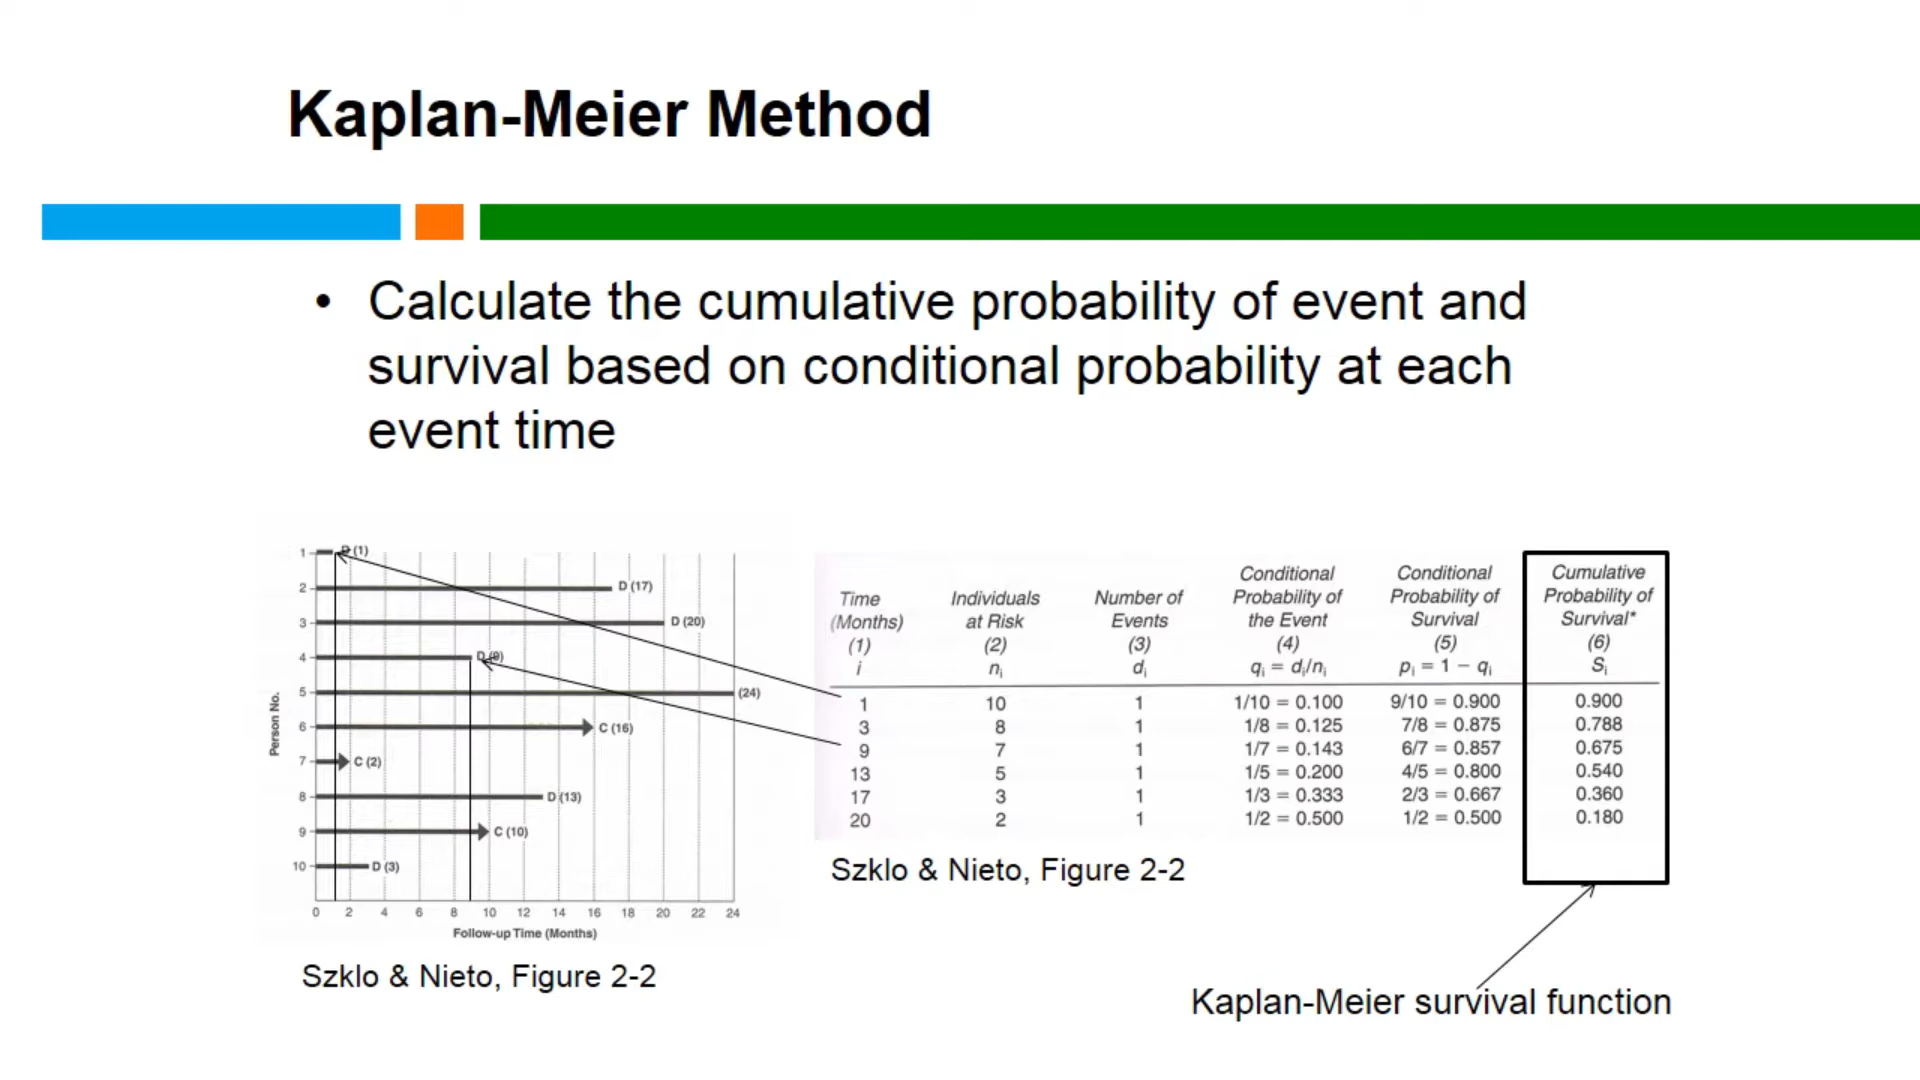 Kaplan-Meier Method
• Calculate the cumulative probability of event and
survival based on conditional probability at each
event time
1 D (1)
2 D (17)
3 D (20)
4 D (9)
5 (24)
6 C (16)
7 C (2)
8 D (13)
9 C (10)
10 D (3)
Person No.
0 2 4 6 8 10 12 14 16 18 20 22 24
Follow-up Time (Months)
Szklo & Nieto, Figure 2-2
Time (Months) (1) i
Individuals at Risk (2) nᵢ
Number of Events (3) dᵢ
Conditional Probability of the Event (4) qᵢ = dᵢ/nᵢ
Conditional Probability of Survival (5) pᵢ = 1 − qᵢ
Cumulative Probability of Survival* (6) Sᵢ
1 10 1 1/10 = 0.100 9/10 = 0.900 0.900
3 8 1 1/8 = 0.125 7/8 = 0.875 0.788
9 7 1 1/7 = 0.143 6/7 = 0.857 0.675
13 5 1 1/5 = 0.200 4/5 = 0.800 0.540
17 3 1 1/3 = 0.333 2/3 = 0.667 0.360
20 2 1 1/2 = 0.500 1/2 = 0.500 0.180
Szklo & Nieto, Figure 2-2
Kaplan-Meier survival function